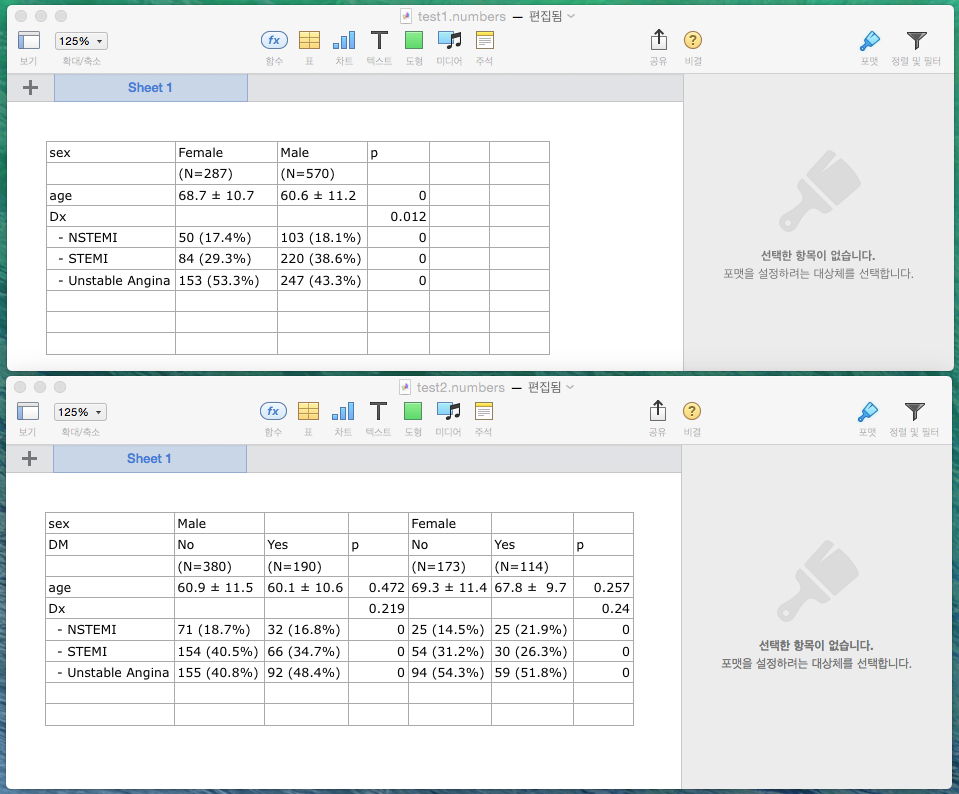 test1.numbers — 편집됨
125%
fx
?
보기 확대/축소 함수 표 차트 텍스트 도형 미디어 주석 공유 비결 포맷 정렬 및 필터
+ Sheet 1
sex Female Male p
(N=287) (N=570)
age 68.7 ± 10.7 60.6 ± 11.2 0
Dx 0.012
- NSTEMI 50 (17.4%) 103 (18.1%) 0
- STEMI 84 (29.3%) 220 (38.6%) 0
- Unstable Angina 153 (53.3%) 247 (43.3%) 0
선택한 항목이 없습니다.
포맷을 설정하려는 대상체를 선택합니다.
test2.numbers — 편집됨
125%
fx
?
보기 확대/축소 함수 표 차트 텍스트 도형 미디어 주석 공유 비결 포맷 정렬 및 필터
+ Sheet 1
sex Male Female
DM No Yes p No Yes p
(N=380) (N=190) (N=173) (N=114)
age 60.9 ± 11.5 60.1 ± 10.6 0.472 69.3 ± 11.4 67.8 ± 9.7 0.257
Dx 0.219 0.24
- NSTEMI 71 (18.7%) 32 (16.8%) 0 25 (14.5%) 25 (21.9%) 0
- STEMI 154 (40.5%) 66 (34.7%) 0 54 (31.2%) 30 (26.3%) 0
- Unstable Angina 155 (40.8%) 92 (48.4%) 0 94 (54.3%) 59 (51.8%) 0
선택한 항목이 없습니다.
포맷을 설정하려는 대상체를 선택합니다.